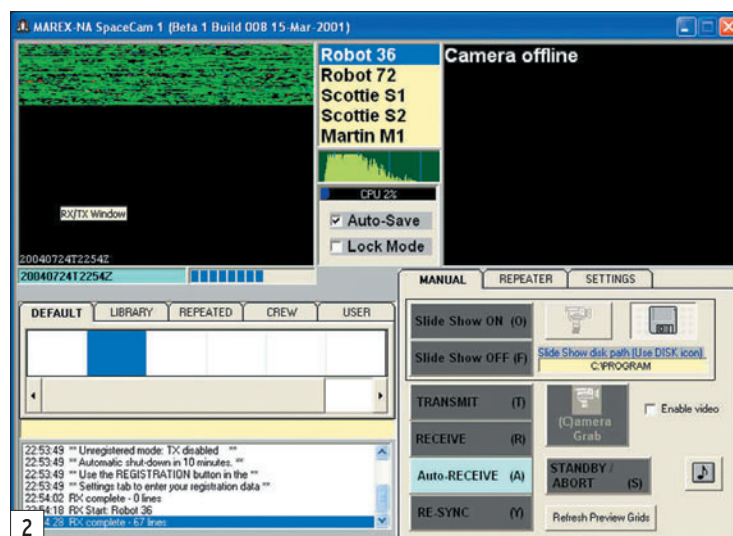 MAREX-NA SpaceCam 1 (Beta 1 Build 008 15-Mar-2001)
Robot 36
Robot 72
Scottie S1
Scottie S2
Martin M1
Camera offline
CPU 2%
RX/TX Window
Auto-Save
Lock Mode
20040724T2254Z
20040724T2254Z
MANUAL REPEATER SETTINGS
DEFAULT LIBRARY REPEATED CREW USER
Slide Show ON (O)
Slide Show OFF (F)
Slide Show disk path (Use DISK icon)
C:\PROGRAM
TRANSMIT (T)
RECEIVE (R)
Auto-RECEIVE (A)
RE-SYNC (Y)
(C)amera
Grab
Enable video
STANDBY /
ABORT (S)
Refresh Preview Grids
22:53:49 ** Unregistered mode: TX disabled **
22:53:49 ** Automatic shut-down in 10 minutes. **
22:53:49 ** Use the REGISTRATION button in the **
22:53:49 ** Settings tab to enter your registration data **
22:54:02 RX complete - 0 lines
54:18 RX Start: Robot 36
4:28 RX complete - 67 lines
2